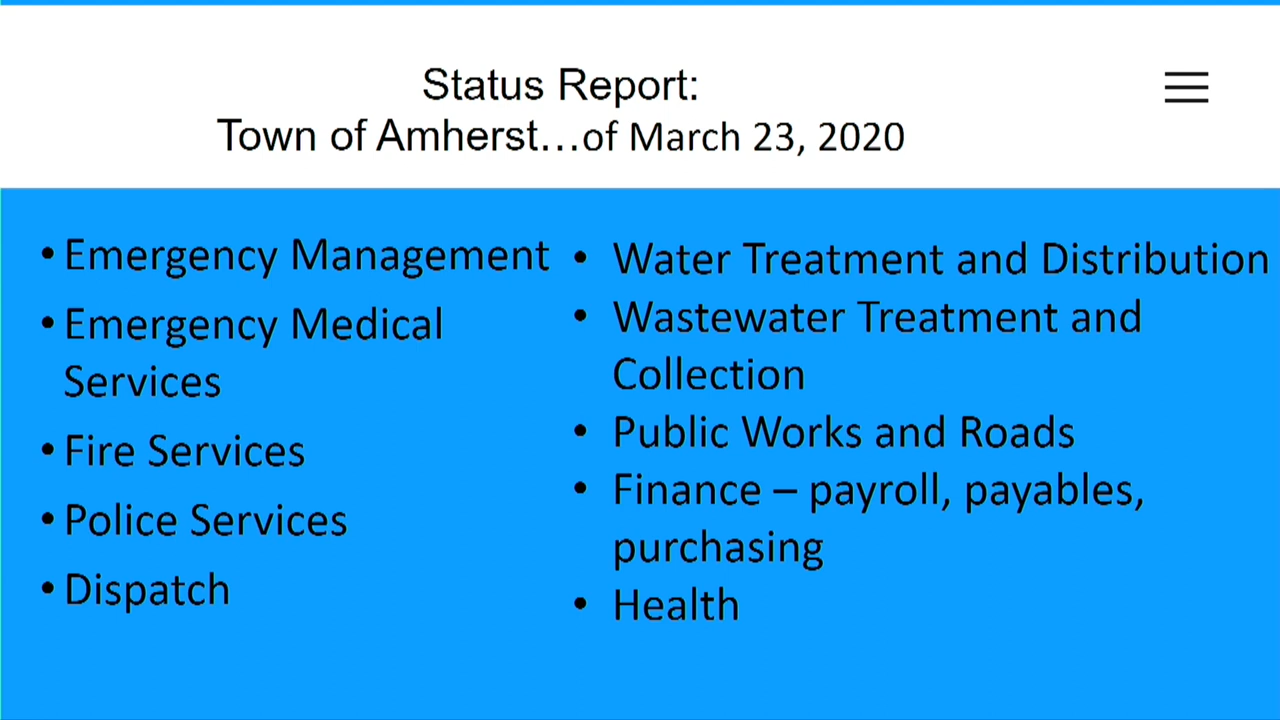 Status Report:
Town of Amherst…of March 23, 2020
• Emergency Management
• Emergency Medical
Services
• Fire Services
• Police Services
• Dispatch
• Water Treatment and Distribution
• Wastewater Treatment and
Collection
• Public Works and Roads
• Finance – payroll, payables,
purchasing
• Health